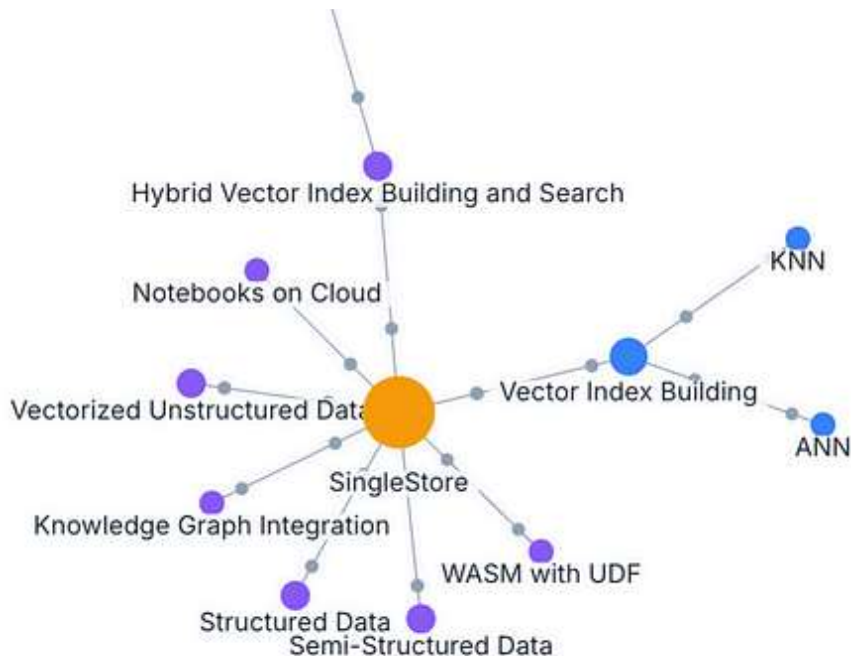 Hybrid Vector Index Building and Search
KNN
Notebooks on Cloud
Vector Index Building
Vectorized Unstructured Data
ANN
SingleStore
Knowledge Graph Integration
WASM with UDF
Structured Data
Semi-Structured Data